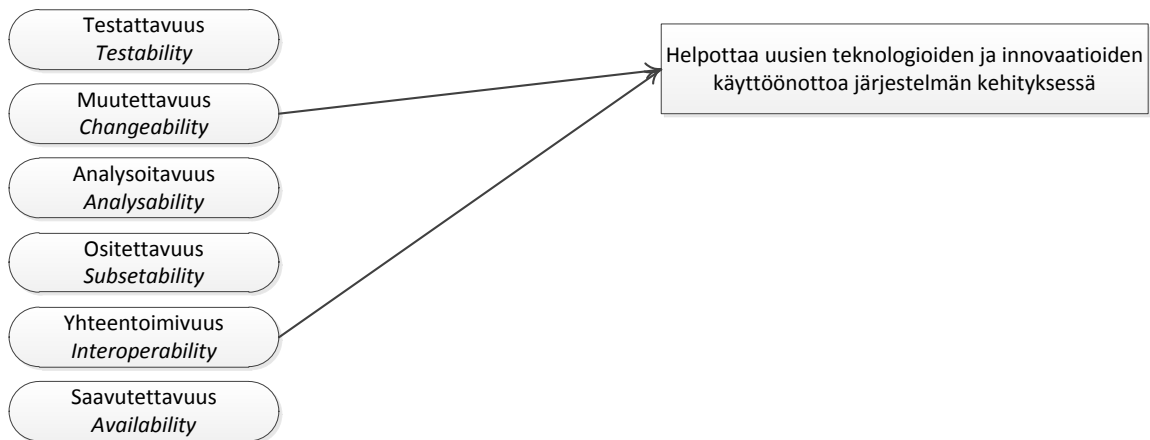 Testattavuus
Testability
Muutettavuus
Changeability
Analysoitavuus
Analysability
Ositettavuus
Subsetability
Yhteentoimivuus
Interoperability
Saavutettavuus
Availability
Helpottaa uusien teknologioiden ja innovaatioiden
käyttöönottoa järjestelmän kehityksessä